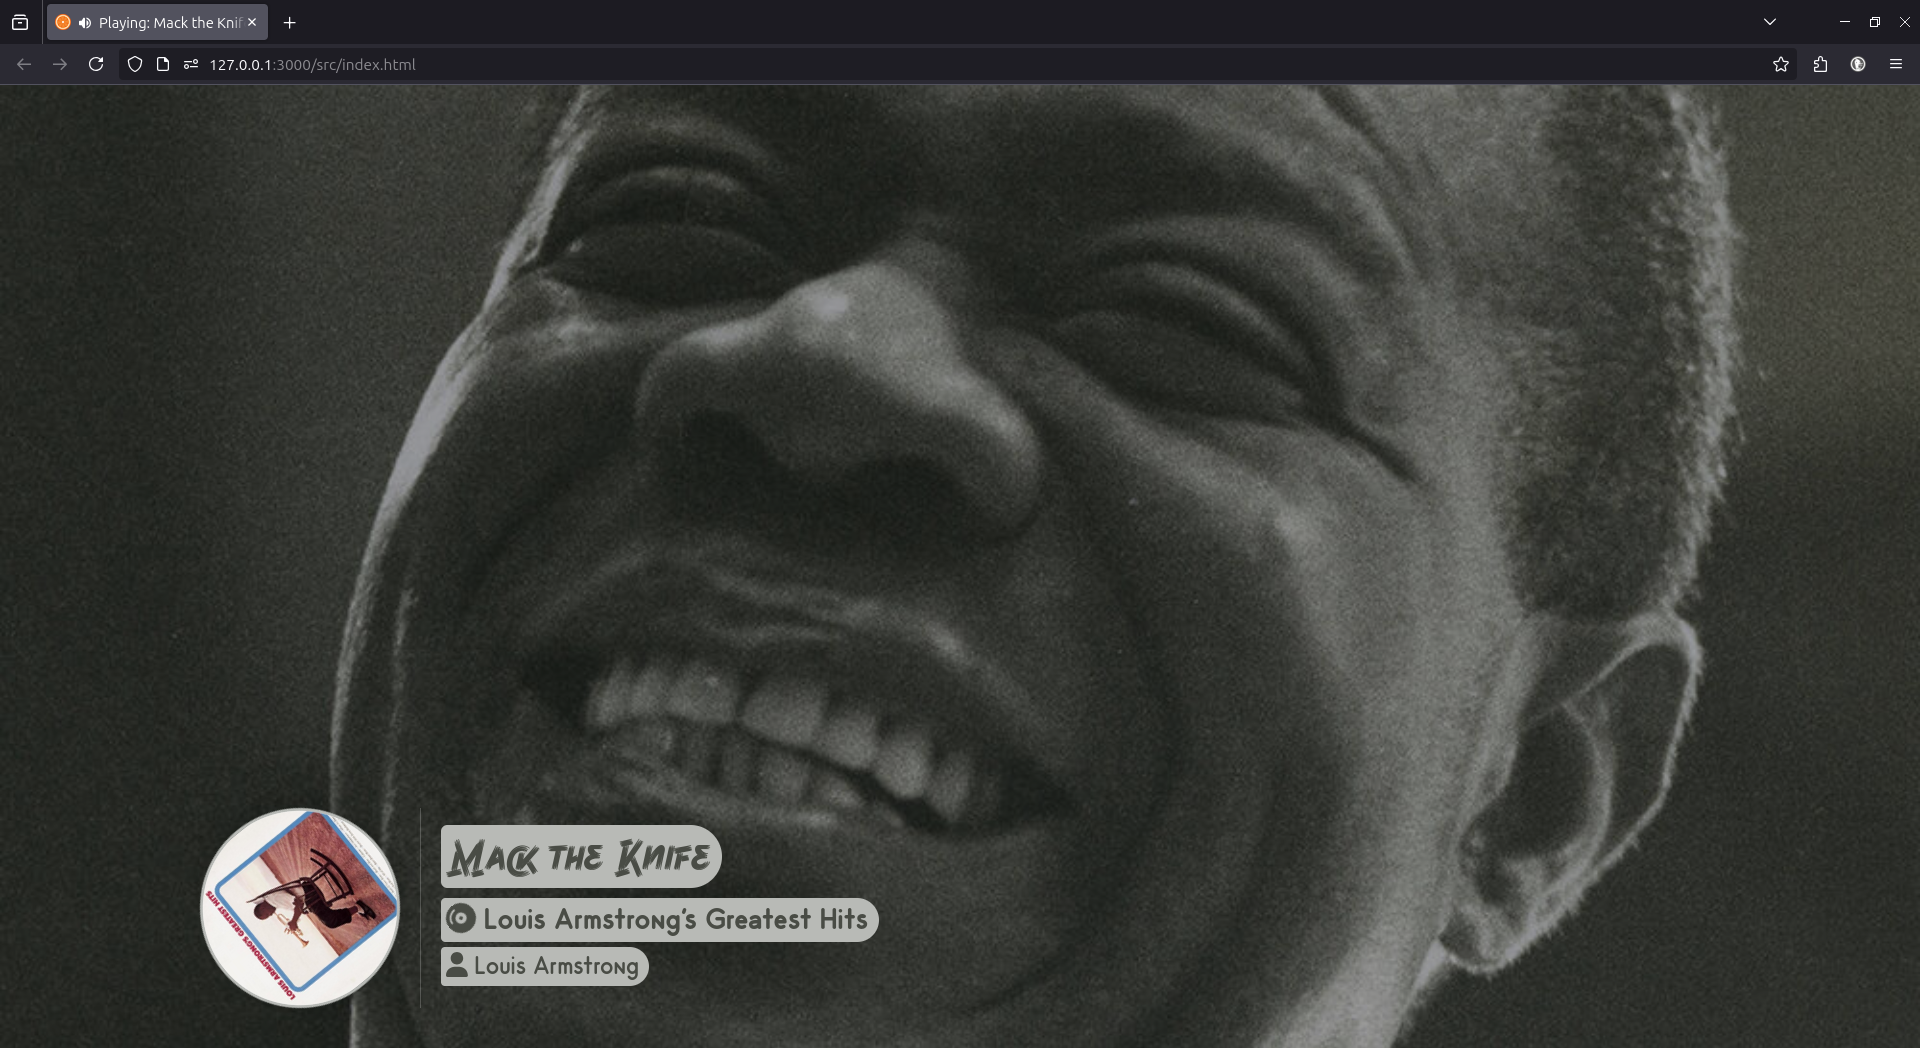 Playing: Mack the Knif
127.0.0.1:3000/src/index.html
Mack the Knife
Louis Armstrong's Greatest Hits
Louis Armstrong
LOUIS ARMSTRONG'S GREATEST HITS